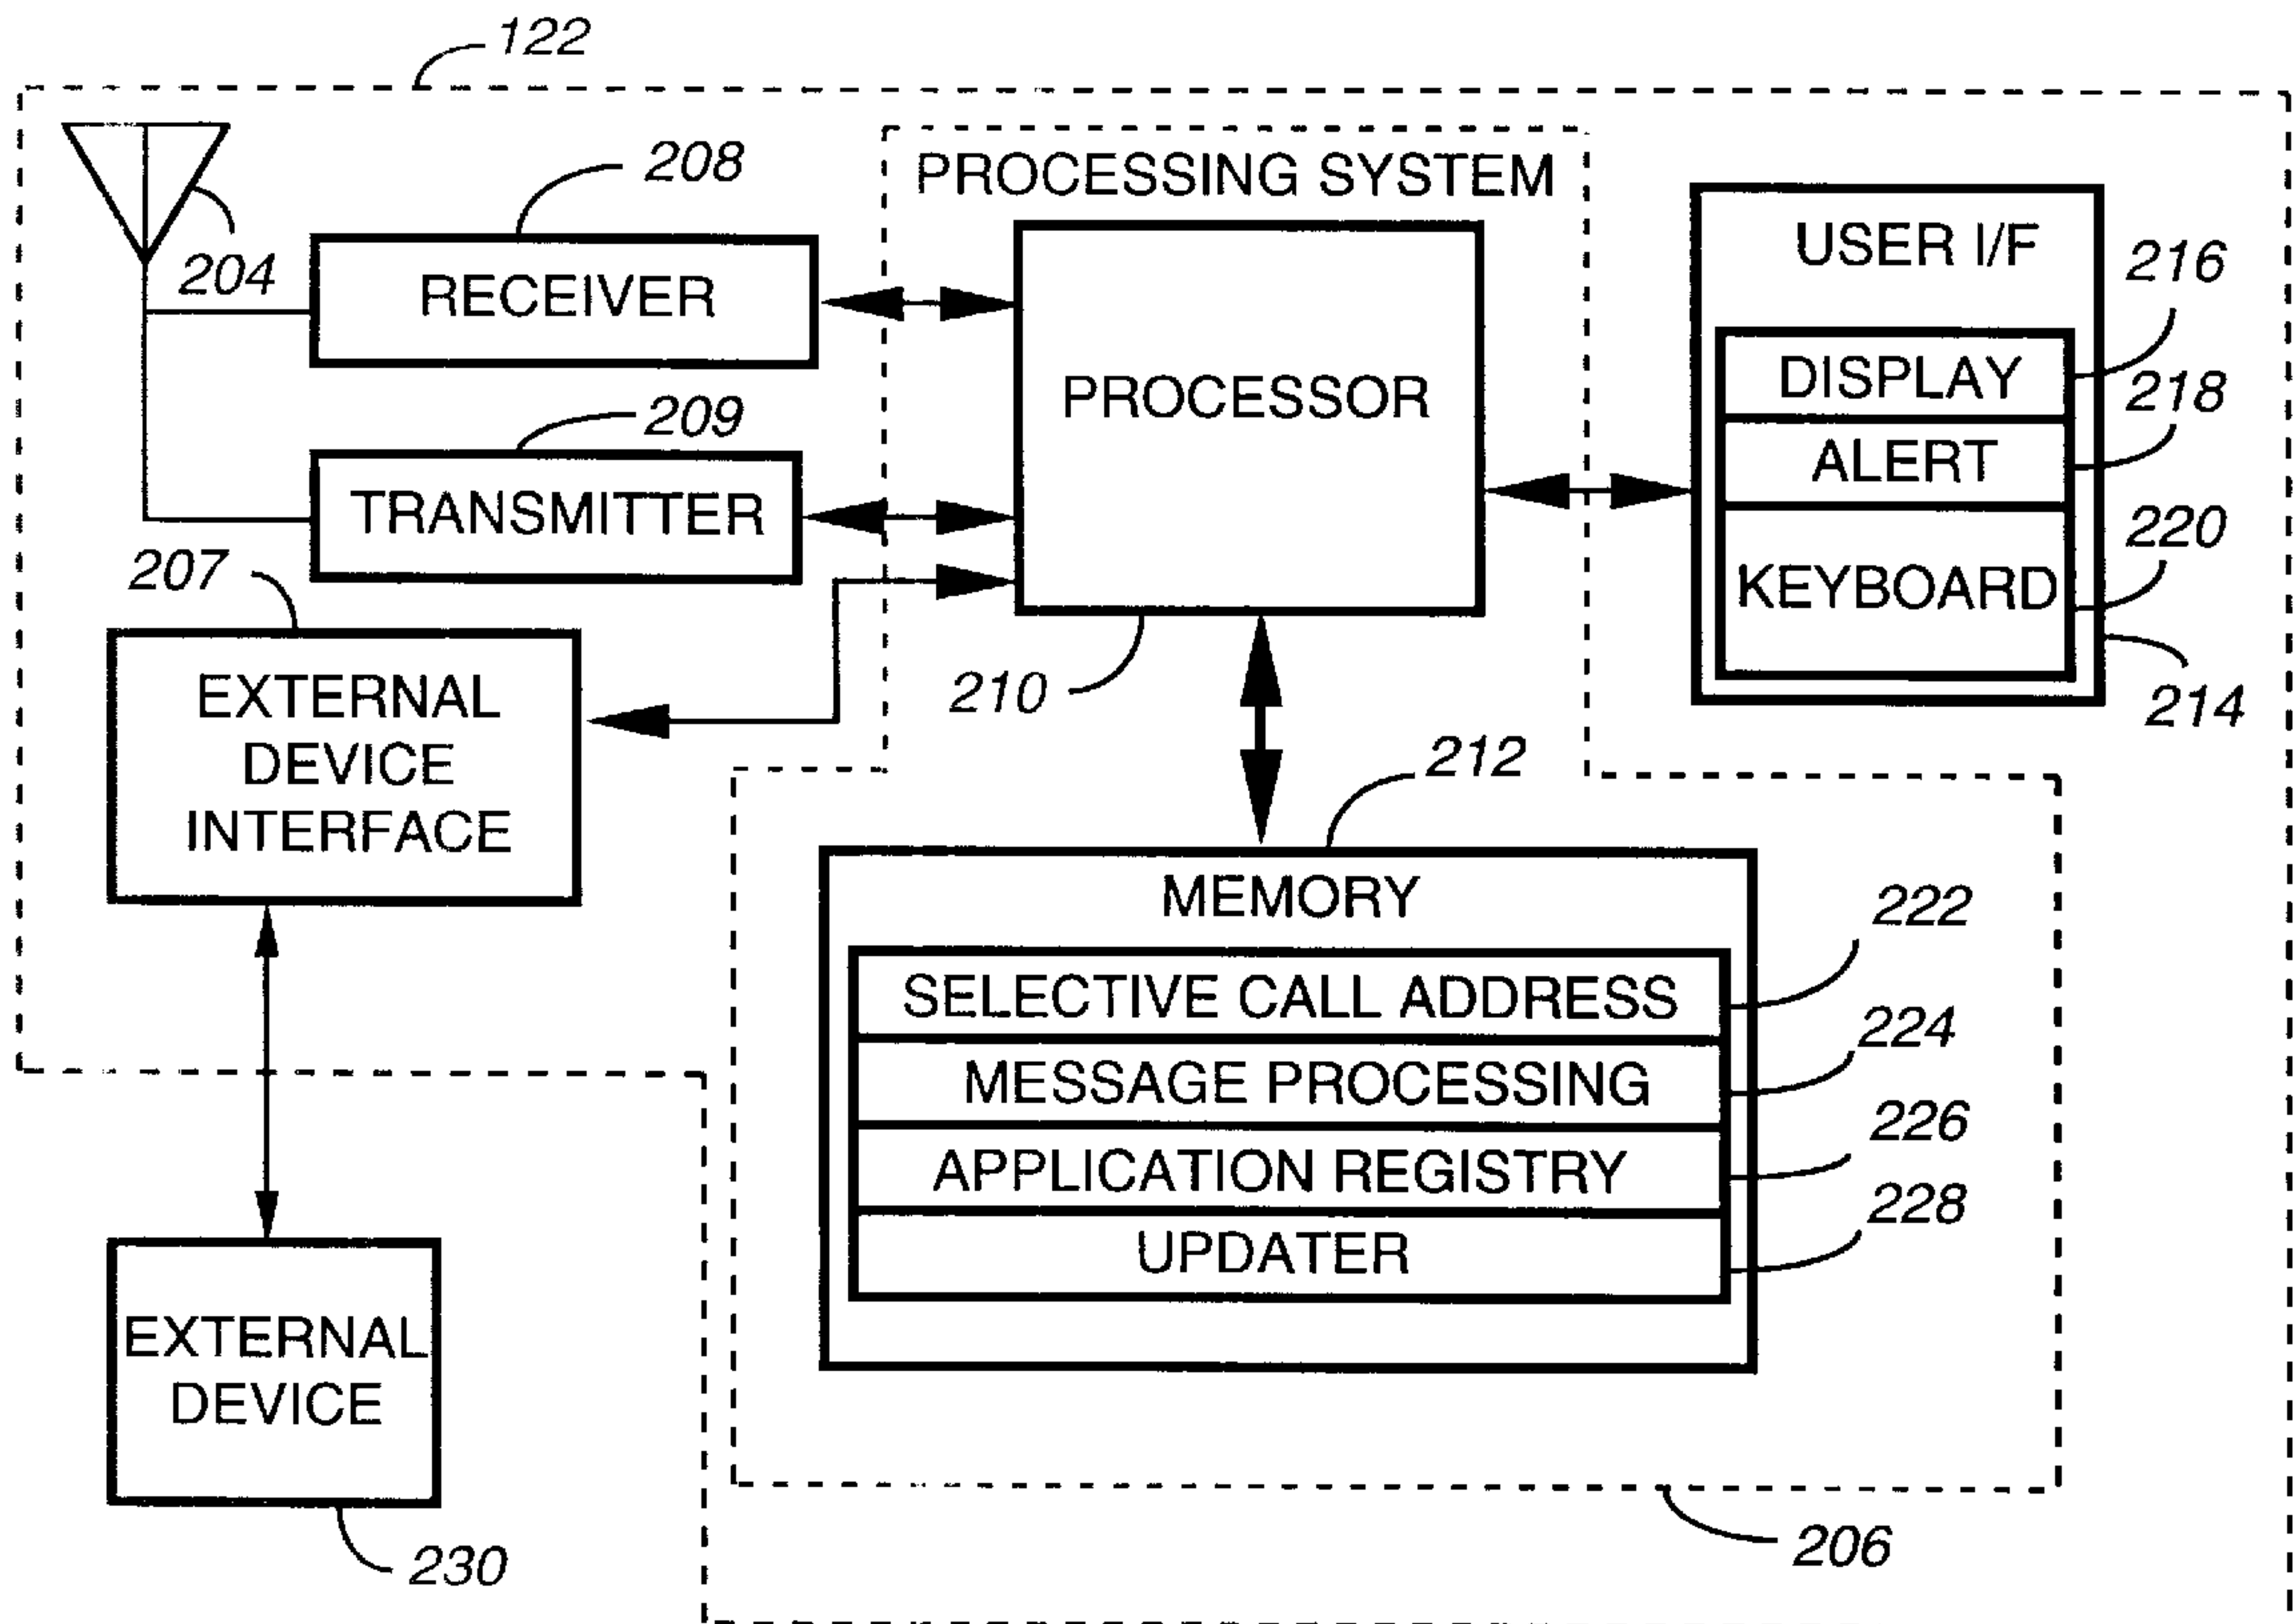 122
PROCESSING SYSTEM
208
204
RECEIVER
PROCESSOR
USER I/F
216
DISPLAY
218
ALERT
220
KEYBOARD
214
209
TRANSMITTER
207
EXTERNAL
DEVICE
INTERFACE
210
212
MEMORY
222
SELECTIVE CALL ADDRESS
224
MESSAGE PROCESSING
226
APPLICATION REGISTRY
228
UPDATER
EXTERNAL
DEVICE
230
206